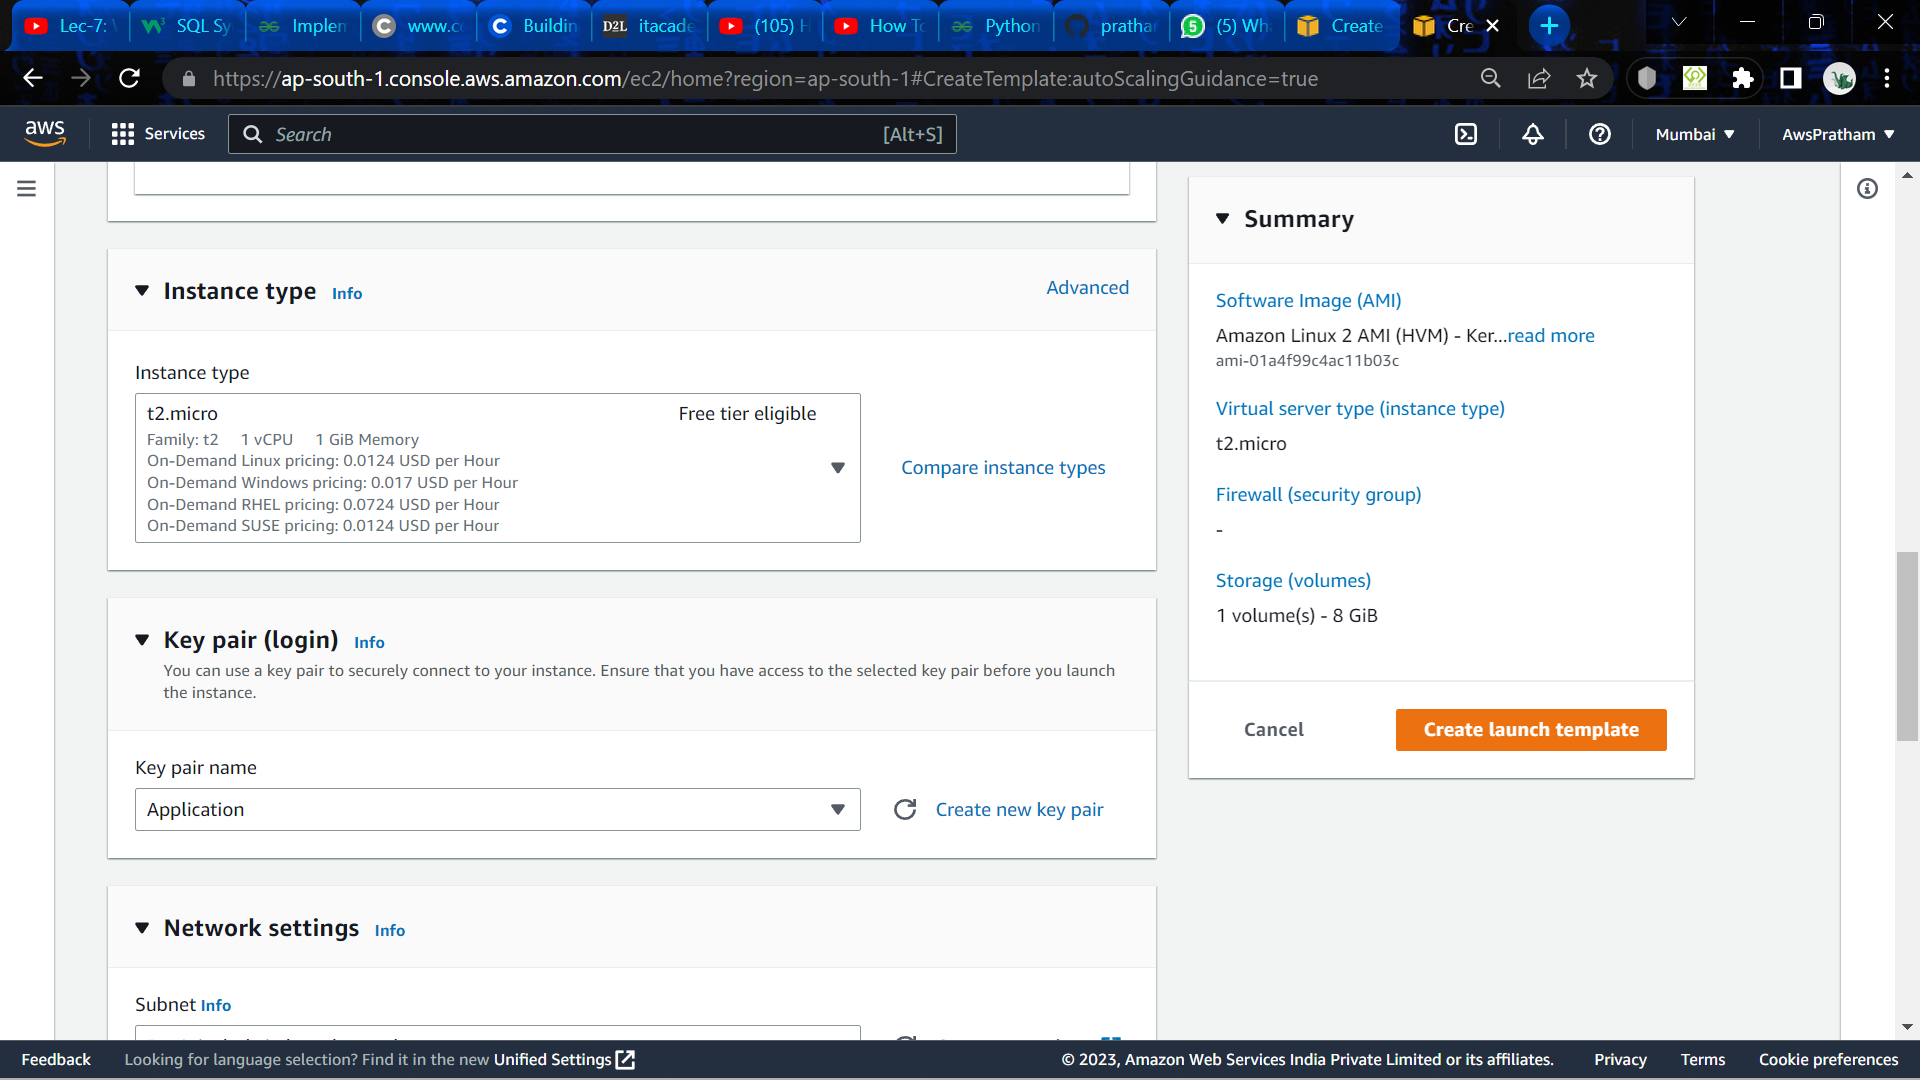 Lec-7:
SQL Sy
Implem
www.c
Buildin
D2L itacade
(105) H
How To
Python
prathar
5 (5) Wh
Create
Cre
https://ap-south-1.console.aws.amazon.com/ec2/home?region=ap-south-1#CreateTemplate:autoScalingGuidance=true
aws Services Search [Alt+S] Mumbai AwsPratham
Instance type Info Advanced
Instance type
t2.micro Free tier eligible
Family: t2 1 vCPU 1 GiB Memory
On-Demand Linux pricing: 0.0124 USD per Hour
On-Demand Windows pricing: 0.017 USD per Hour
On-Demand RHEL pricing: 0.0724 USD per Hour
On-Demand SUSE pricing: 0.0124 USD per Hour
Compare instance types
Key pair (login) Info
You can use a key pair to securely connect to your instance. Ensure that you have access to the selected key pair before you launch
the instance.
Key pair name
Application
Create new key pair
Network settings Info
Subnet Info
Summary
Software Image (AMI)
Amazon Linux 2 AMI (HVM) - Ker...read more
ami-01a4f99c4ac11b03c
Virtual server type (instance type)
t2.micro
Firewall (security group)
-
Storage (volumes)
1 volume(s) - 8 GiB
Cancel Create launch template
Feedback Looking for language selection? Find it in the new Unified Settings © 2023, Amazon Web Services India Private Limited or its affiliates. Privacy Terms Cookie preferences